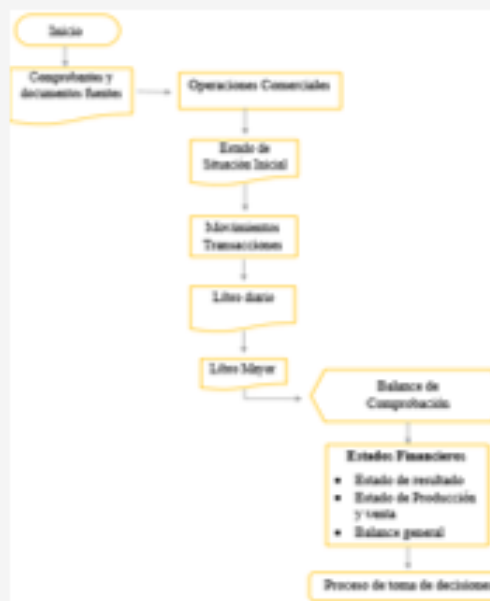 Inicio
Comprobantes y
documentos fuentes
Operaciones Comerciales
Estado de
Situación Inicial
Movimientos
Transacciones
Libro diario
Libro Mayor
Balance de
Comprobación
Estados Financieros
• Estado de resultado
• Estado de Producción
y venta
• Balance general
Proceso de toma de decisiones